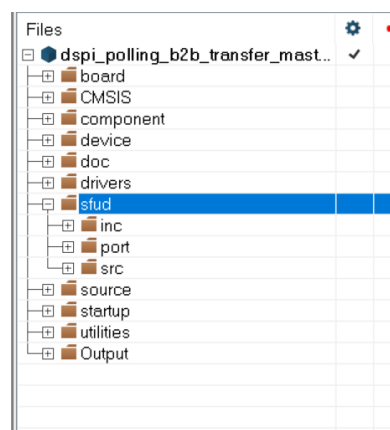 Files
dspi_polling_b2b_transfer_mast...
board
CMSIS
component
device
doc
drivers
sfud
inc
port
src
source
startup
utilities
Output